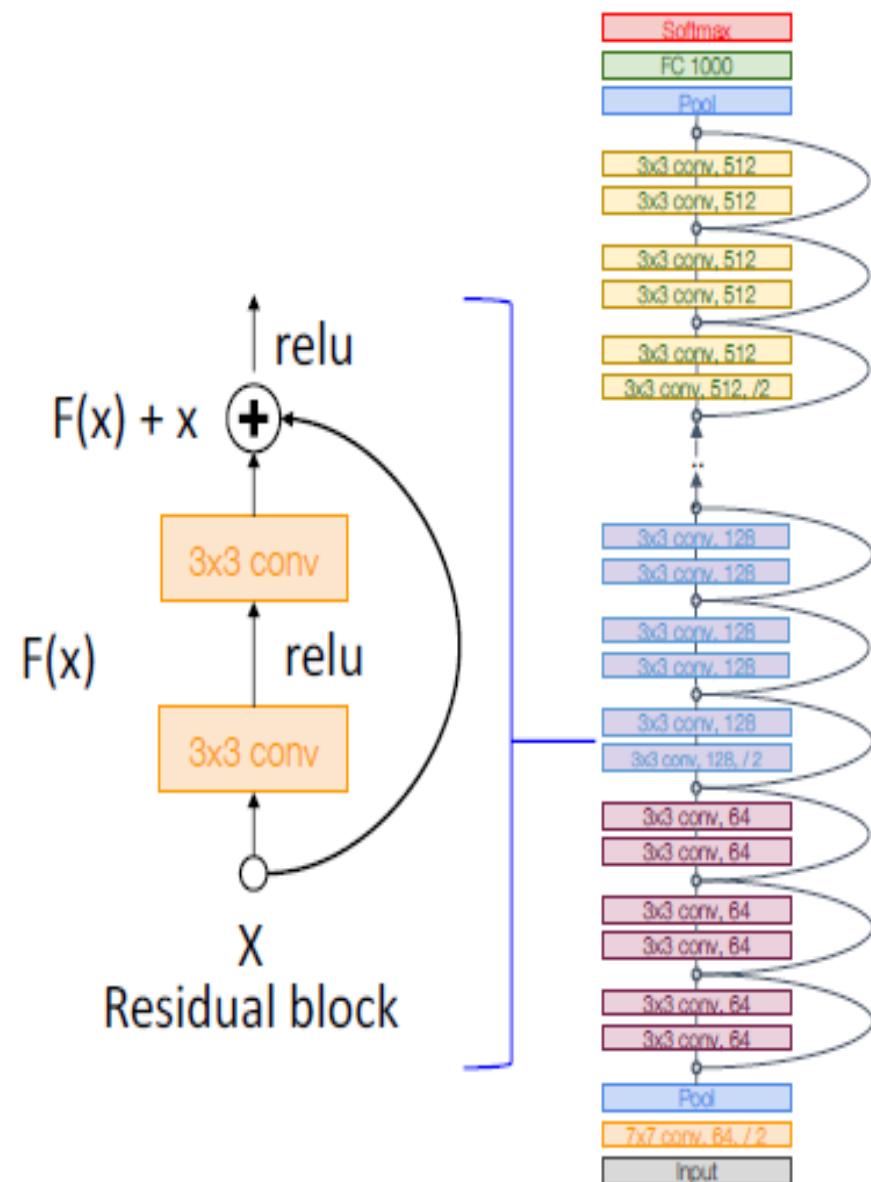 relu
F(x) + x
+
3x3 conv
F(x)
relu
3x3 conv
X
Residual block
Softmax
FC 1000
Pool
3x3 conv, 512
3x3 conv, 512
3x3 conv, 512
3x3 conv, 512
3x3 conv, 512
3x3 conv, 512, /2
..
3x3 conv, 128
3x3 conv, 128
3x3 conv, 128
3x3 conv, 128
3x3 conv, 128
3x3 conv, 128, / 2
3x3 conv, 64
3x3 conv, 64
3x3 conv, 64
3x3 conv, 64
3x3 conv, 64
3x3 conv, 64
Pool
7x7 conv, 64, / 2
Input